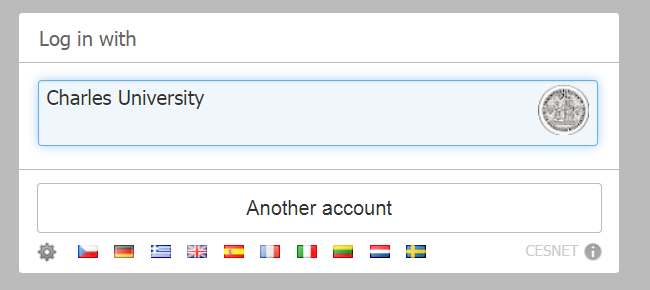 Log in with
Charles University
Another account
CESNET